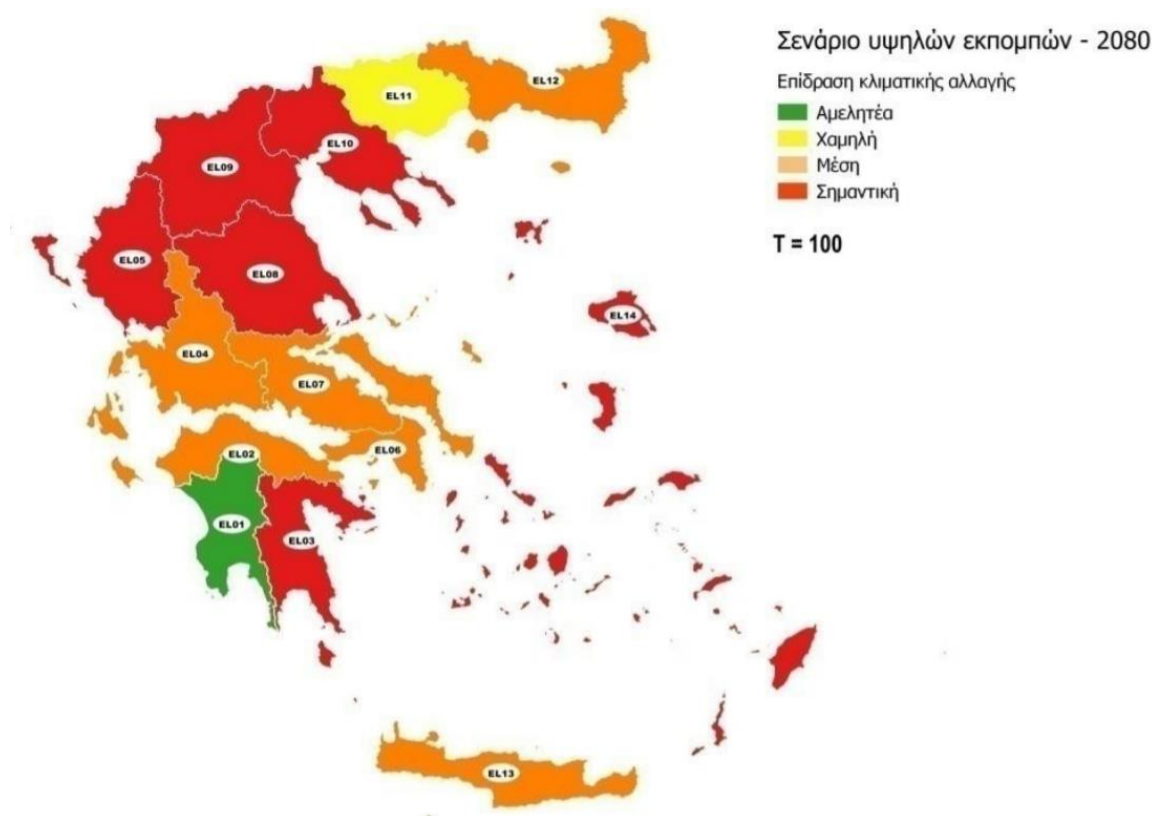 Σενάριο υψηλών εκπομπών - 2080
Επίδραση κλιματικής αλλαγής
Αμελητέα
Χαμηλή
Μέση
Σημαντική
T = 100
EL12
EL11
EL10
EL09
EL05
EL08
EL14
EL04
EL07
EL06
EL02
EL01
EL03
EL13